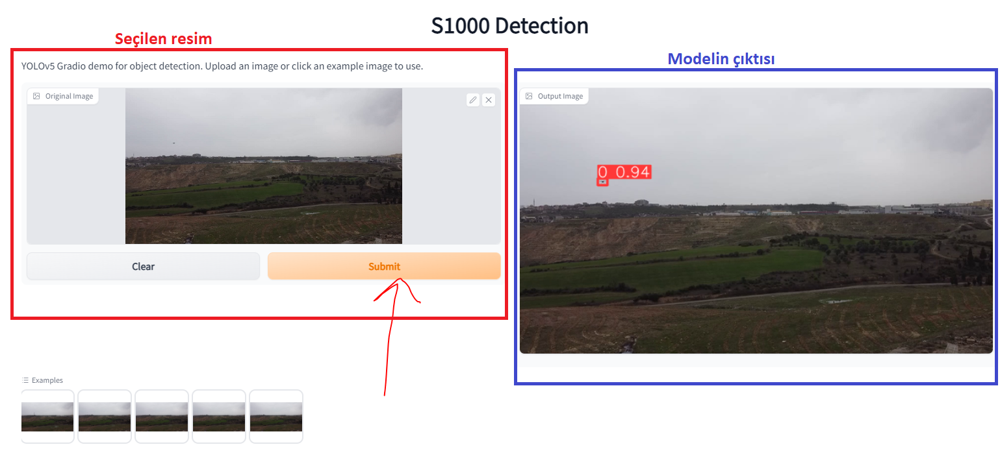 S1000 Detection
Seçilen resim
YOLOv5 Gradio demo for object detection. Upload an image or click an example image to use.
Original Image
Clear
Submit
Modelin çıktısı
Output Image
0 0.94
Examples